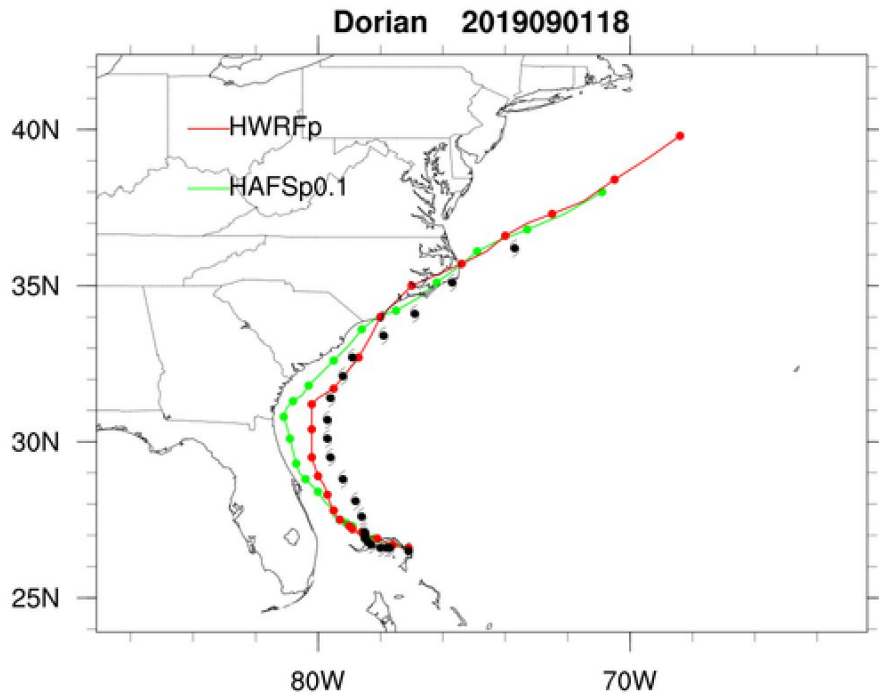 Dorian 2019090118
40N
HWRFp
HAFSp0.1
35N
30N
25N
80W 70W